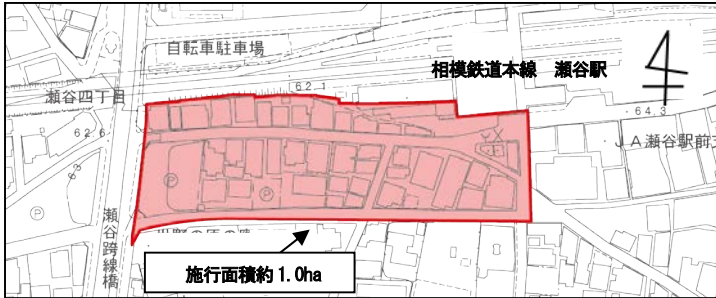 自転車駐車場
相模鉄道本線 瀬谷駅
瀬谷四丁目
62.1
64.3
62.6
JA瀬谷駅前
63
P
P
P
瀬谷跨線橋
施行面積約1.0ha